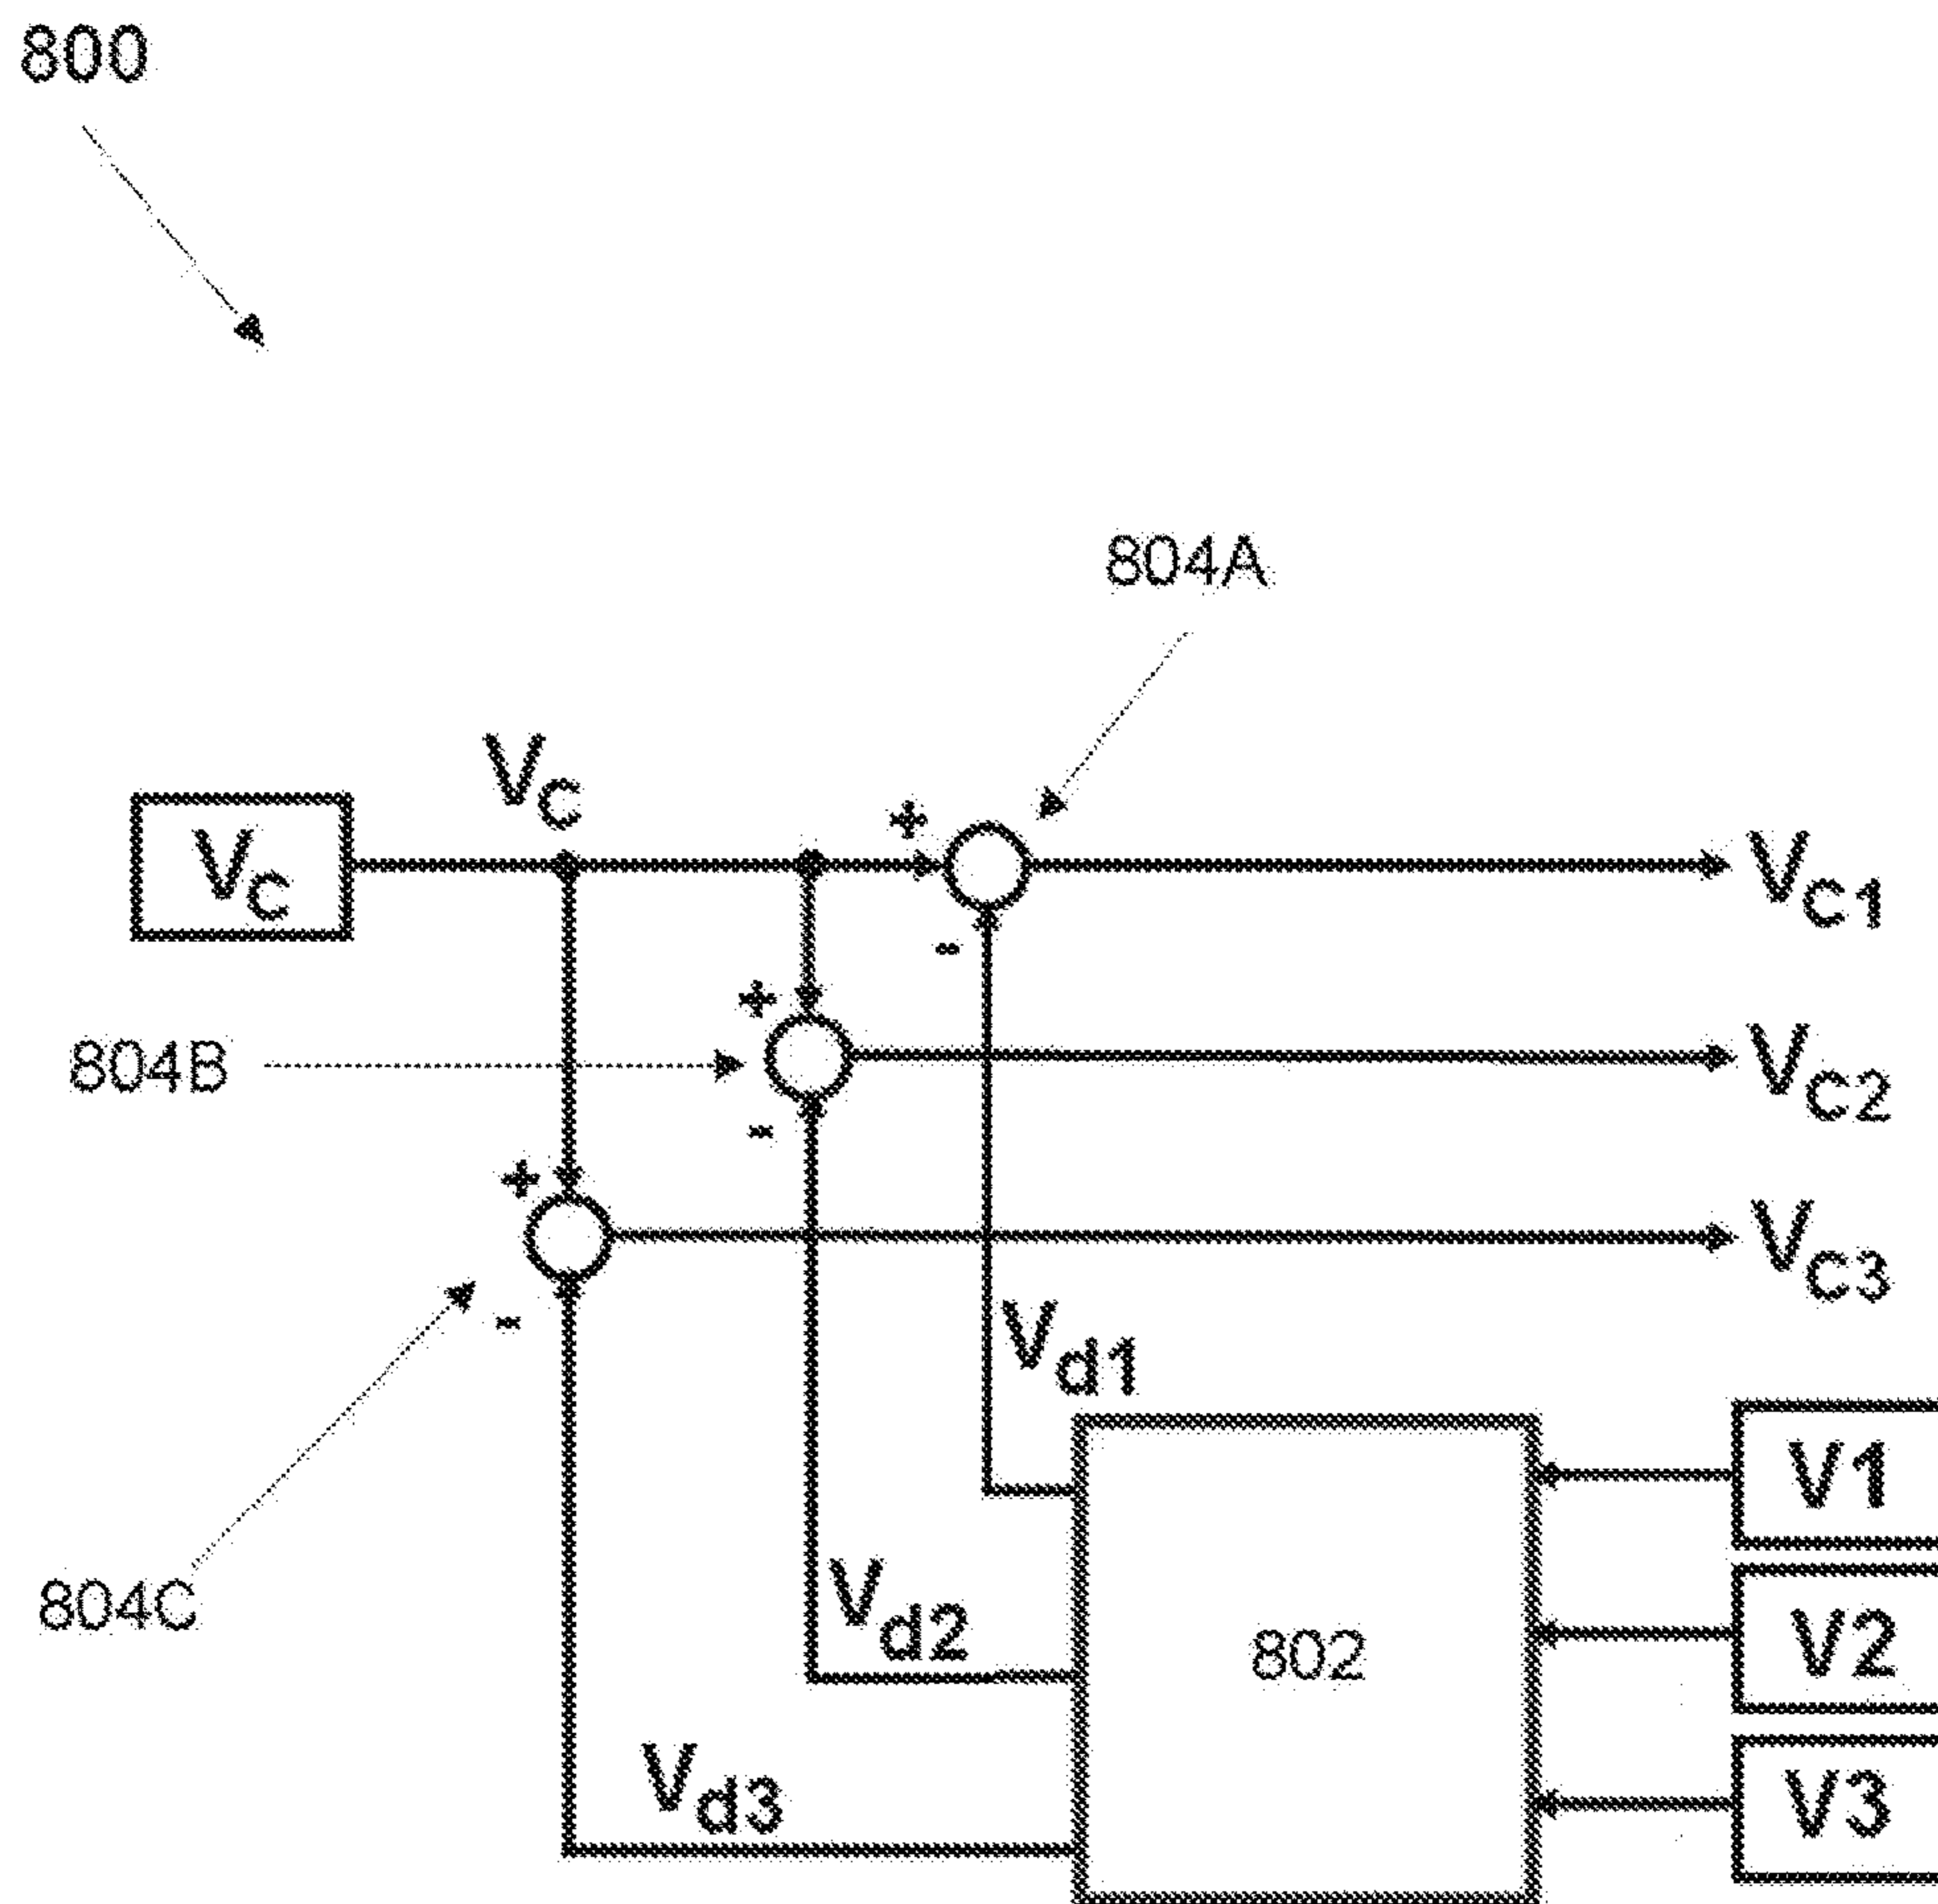 800
804A
VC
VC
+
-
VC1
+
804B
-
VC2
+
-
VC3
Vd1
804C
Vd2
802
V1
V2
Vd3
V3